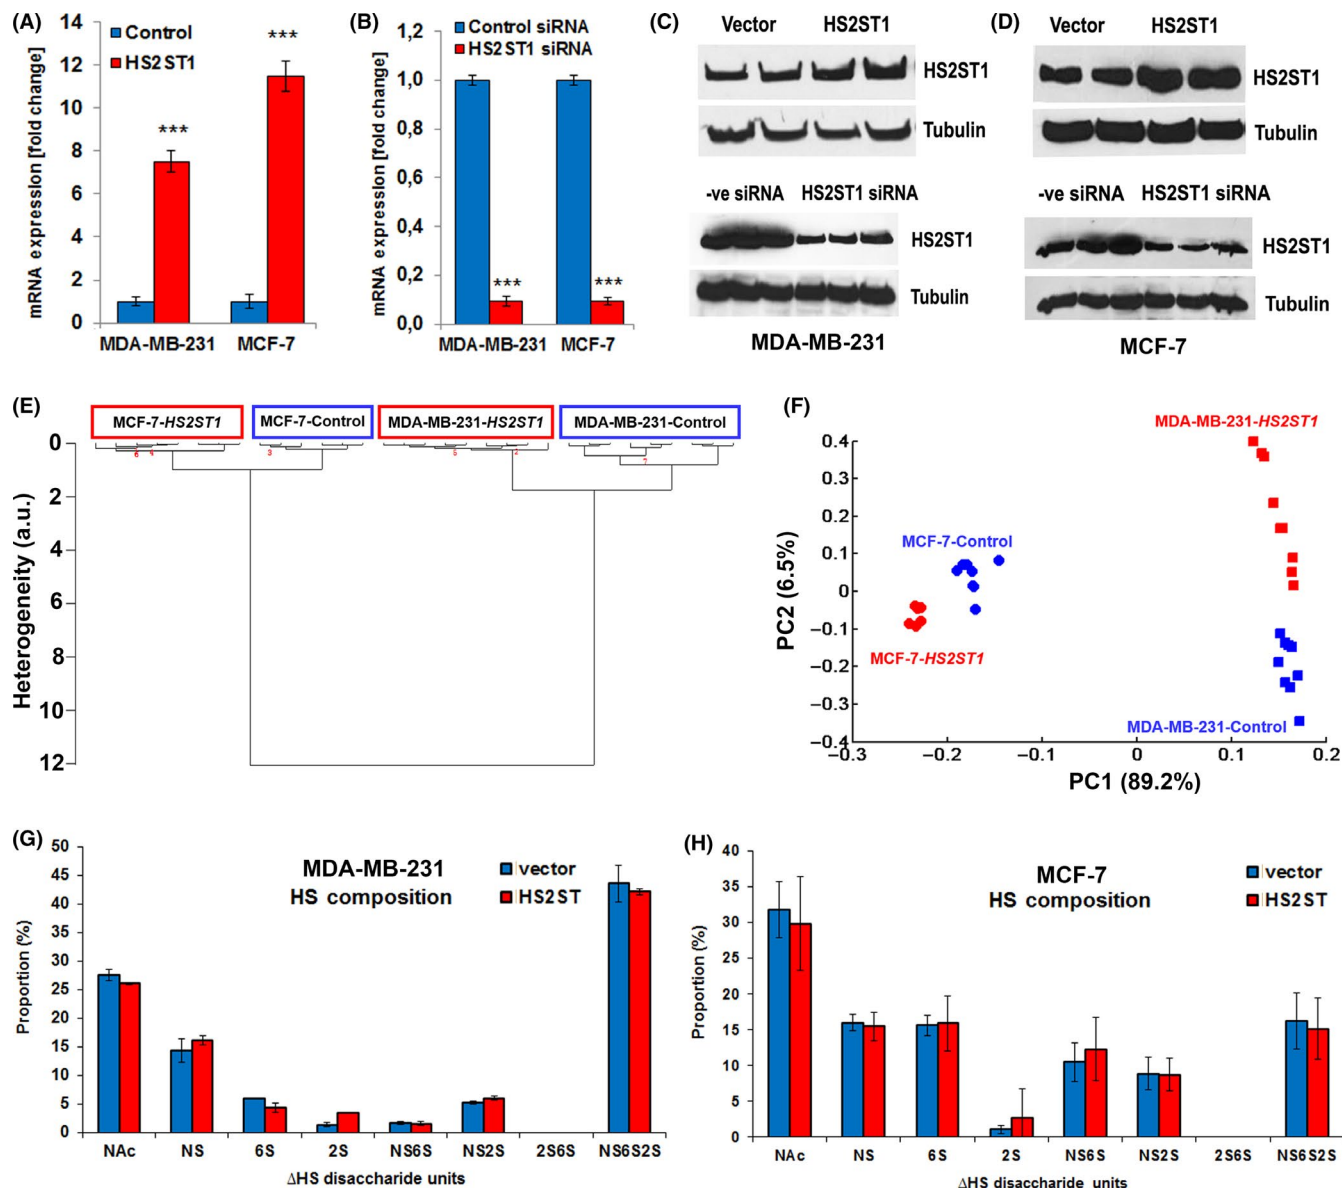 (A)
mRNA expression [fold change]
14
12
10
8
6
4
2
0
Control
HS2ST1
***
***
MDA-MB-231
MCF-7
(B)
mRNA expression [fold change]
1,2
1,0
0,8
0,6
0,4
0,2
0,0
Control siRNA
HS2ST1 siRNA
***
***
MDA-MB-231
MCF-7
(C)
Vector
HS2ST1
HS2ST1
Tubulin
-ve siRNA
HS2ST1 siRNA
HS2ST1
Tubulin
MDA-MB-231
(D)
Vector
HS2ST1
HS2ST1
Tubulin
-ve siRNA
HS2ST1 siRNA
HS2ST1
Tubulin
MCF-7
(E)
MCF-7-HS2ST1
MCF-7-Control
MDA-MB-231-HS2ST1
MDA-MB-231-Control
Heterogeneity (a.u.)
0
2
4
6
8
10
12
3
7
(F)
MDA-MB-231-HS2ST1
MCF-7-Control
MCF-7-HS2ST1
MDA-MB-231-Control
PC2 (6.5%)
0.4
0.3
0.2
0.1
0
–0.1
–0.2
–0.3
–0.4
–0.3
–0.2
–0.1
0
0.1
0.2
PC1 (89.2%)
(G)
MDA-MB-231
HS composition
vector
HS2ST
Proportion (%)
50
45
40
35
30
25
20
15
10
5
0
NAc
NS
6S
2S
NS6S
NS2S
2S6S
NS6S2S
ΔHS disaccharide units
(H)
MCF-7
HS composition
vector
HS2ST
Proportion (%)
40
35
30
25
20
15
10
5
0
NAc
NS
6S
2S
NS6S
NS2S
2S6S
NS6S2S
ΔHS disaccharide units